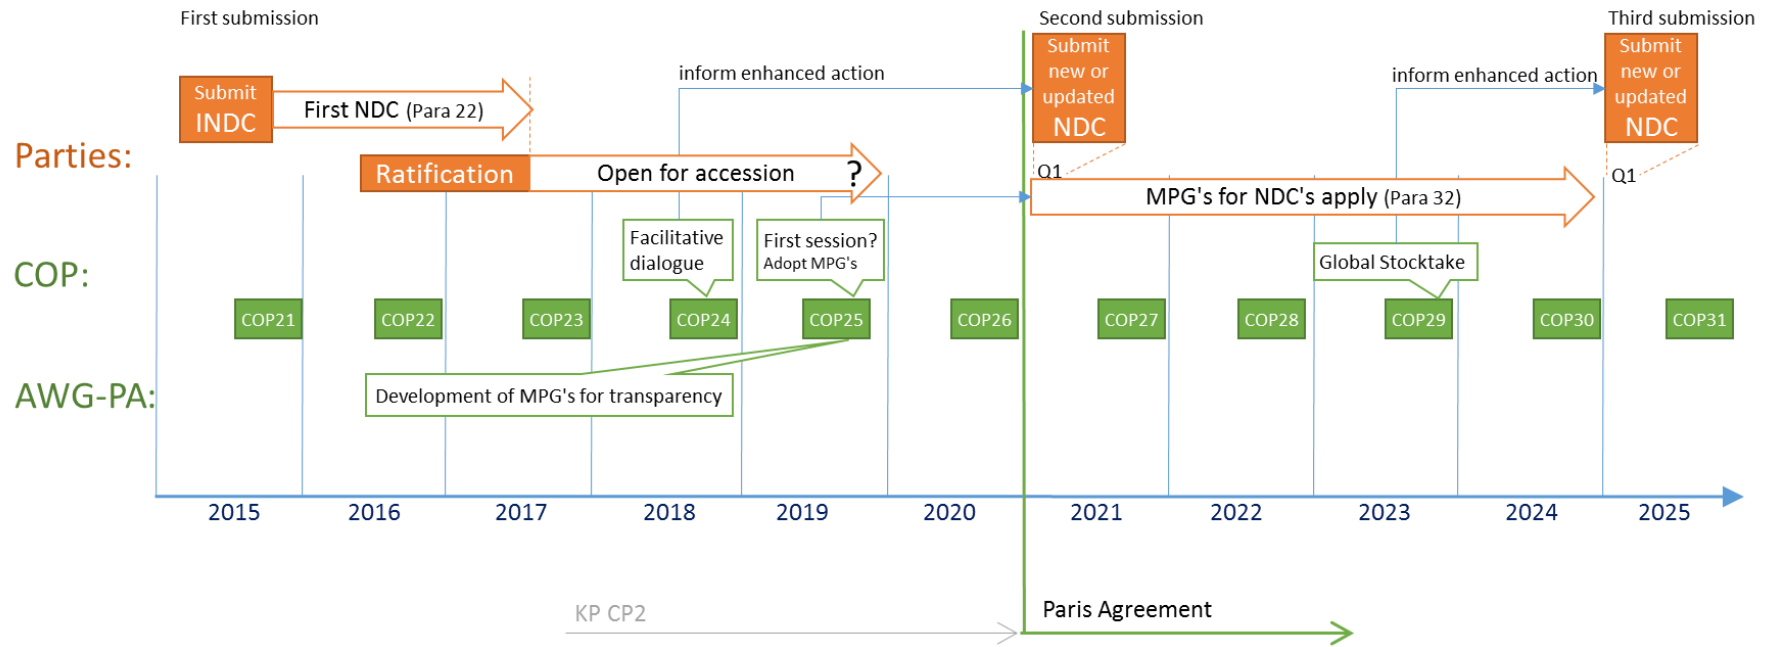 First submission
Second submission
Third submission
Submit
INDC
First NDC (Para 22)
inform enhanced action
Submit
new or
updated
NDC
inform enhanced action
Submit
new or
updated
NDC
Parties:
Ratification
Open for accession
?
Q1
MPG's for NDC's apply (Para 32)
Q1
COP:
Facilitative
dialogue
First session?
Adopt MPG's
Global Stocktake
COP21
COP22
COP23
COP24
COP25
COP26
COP27
COP28
COP29
COP30
COP31
AWG-PA:
Development of MPG's for transparency
2015
2016
2017
2018
2019
2020
2021
2022
2023
2024
2025
KP CP2
Paris Agreement